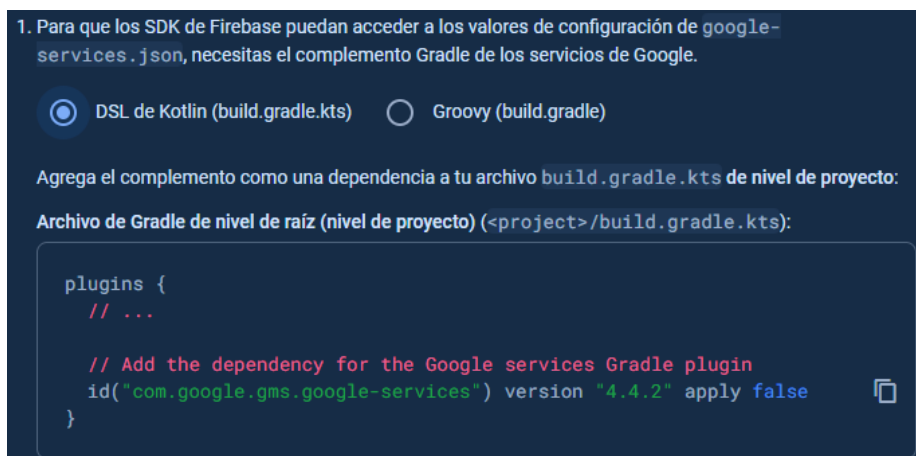 1. Para que los SDK de Firebase puedan acceder a los valores de configuración de google-
services.json, necesitas el complemento Gradle de los servicios de Google.
DSL de Kotlin (build.gradle.kts) Groovy (build.gradle)
Agrega el complemento como una dependencia a tu archivo build.gradle.kts de nivel de proyecto:
Archivo de Gradle de nivel de raíz (nivel de proyecto) (<project>/build.gradle.kts):
plugins {
// ...
// Add the dependency for the Google services Gradle plugin
id("com.google.gms.google-services") version "4.4.2" apply false
}